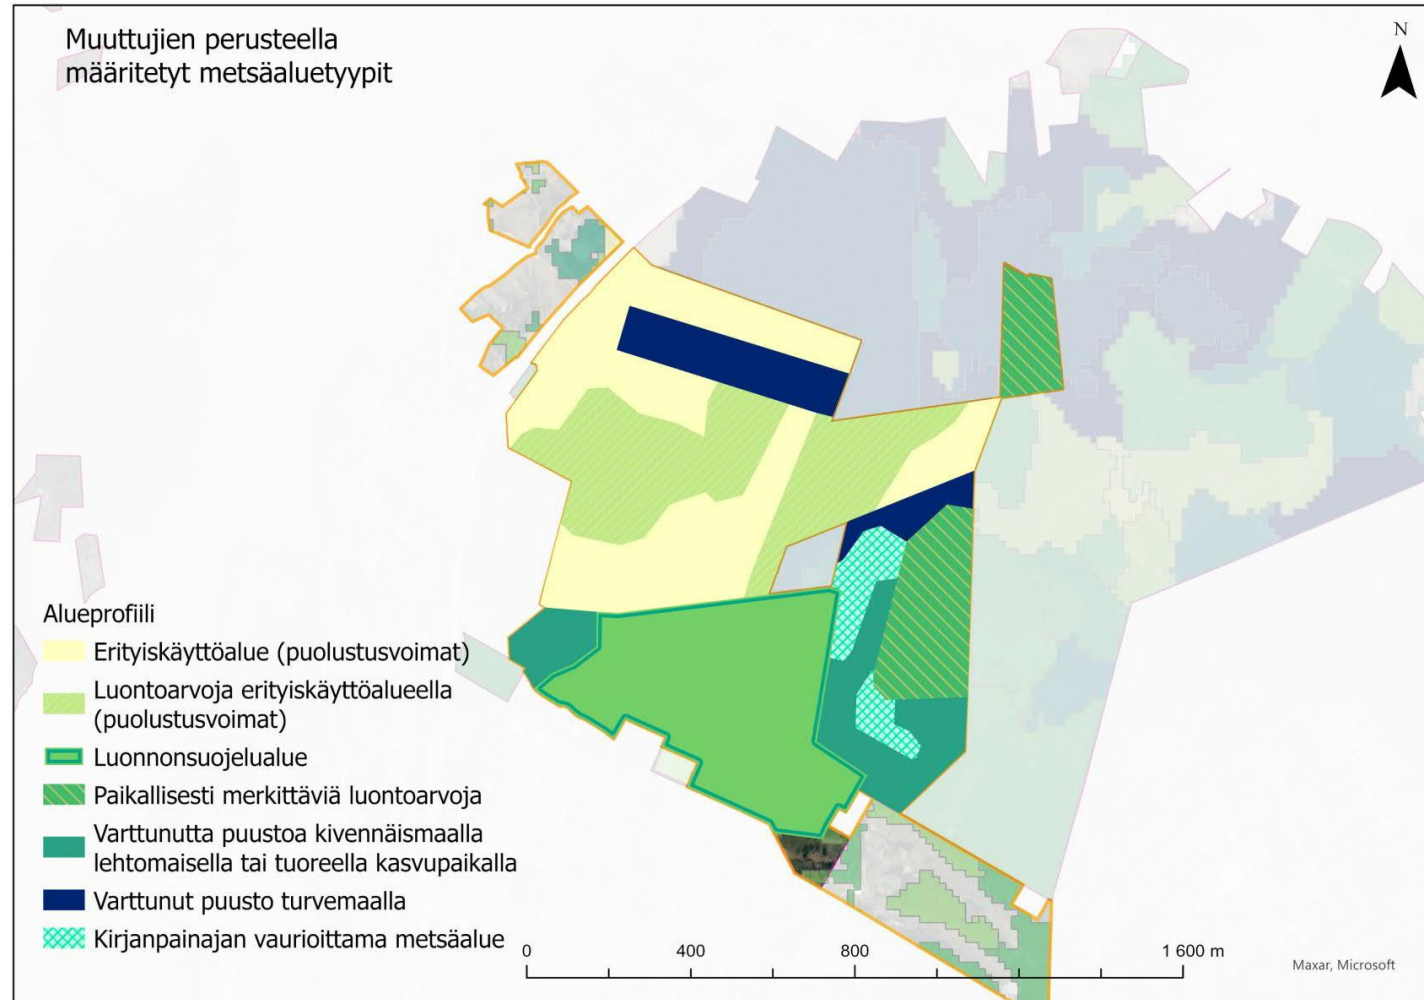 Muuttujien perusteella
määritetyt metsäaluetyypit
N
Alueprofiili
Erityiskäyttöalue (puolustusvoimat)
Luontoarvoja erityiskäyttöalueella
(puolustusvoimat)
Luonnonsuojelualue
Paikallisesti merkittäviä luontoarvoja
Varttunutta puustoa kivennäismaalla
lehtomaisella tai tuoreella kasvupaikalla
Varttunut puusto turvemaalla
Kirjanpainajan vaurioittama metsäalue
0 400 800 1 600 m
Maxar, Microsoft